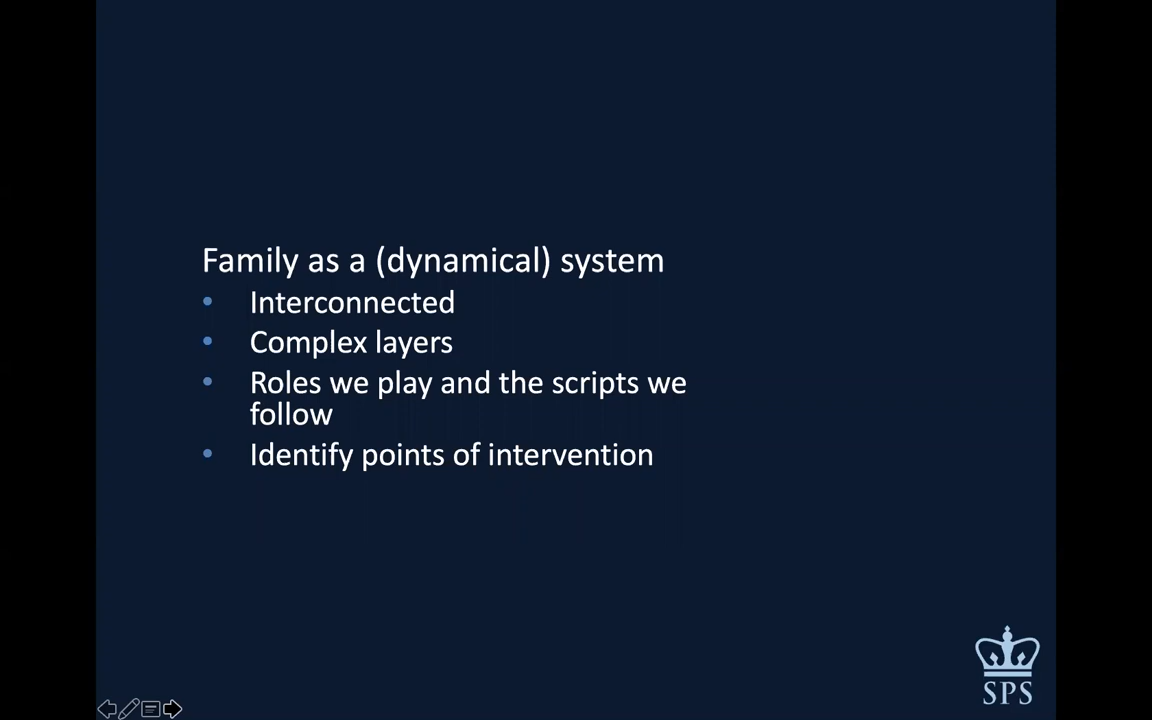 Family as a (dynamical) system
• Interconnected
• Complex layers
• Roles we play and the scripts we
follow
• Identify points of intervention
SPS